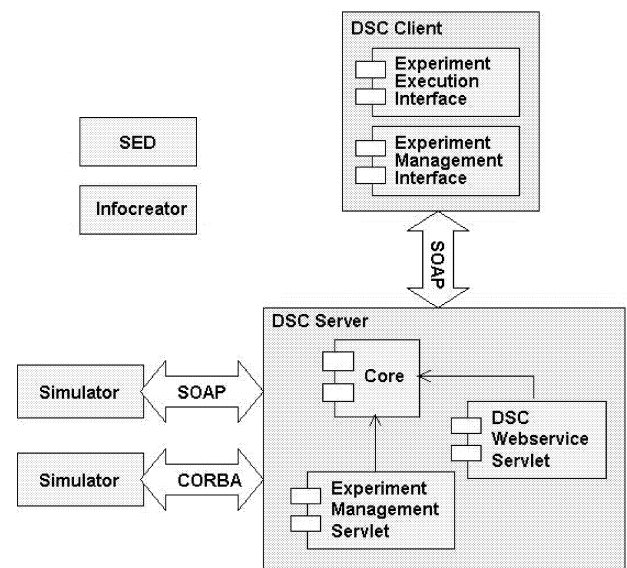 DSC Client
Experiment
Execution
Interface
Experiment
Management
Interface
SED
Infocreator
SOAP
DSC Server
Core
Simulator
SOAP
DSC
Webservice
Servlet
Simulator
CORBA
Experiment
Management
Servlet